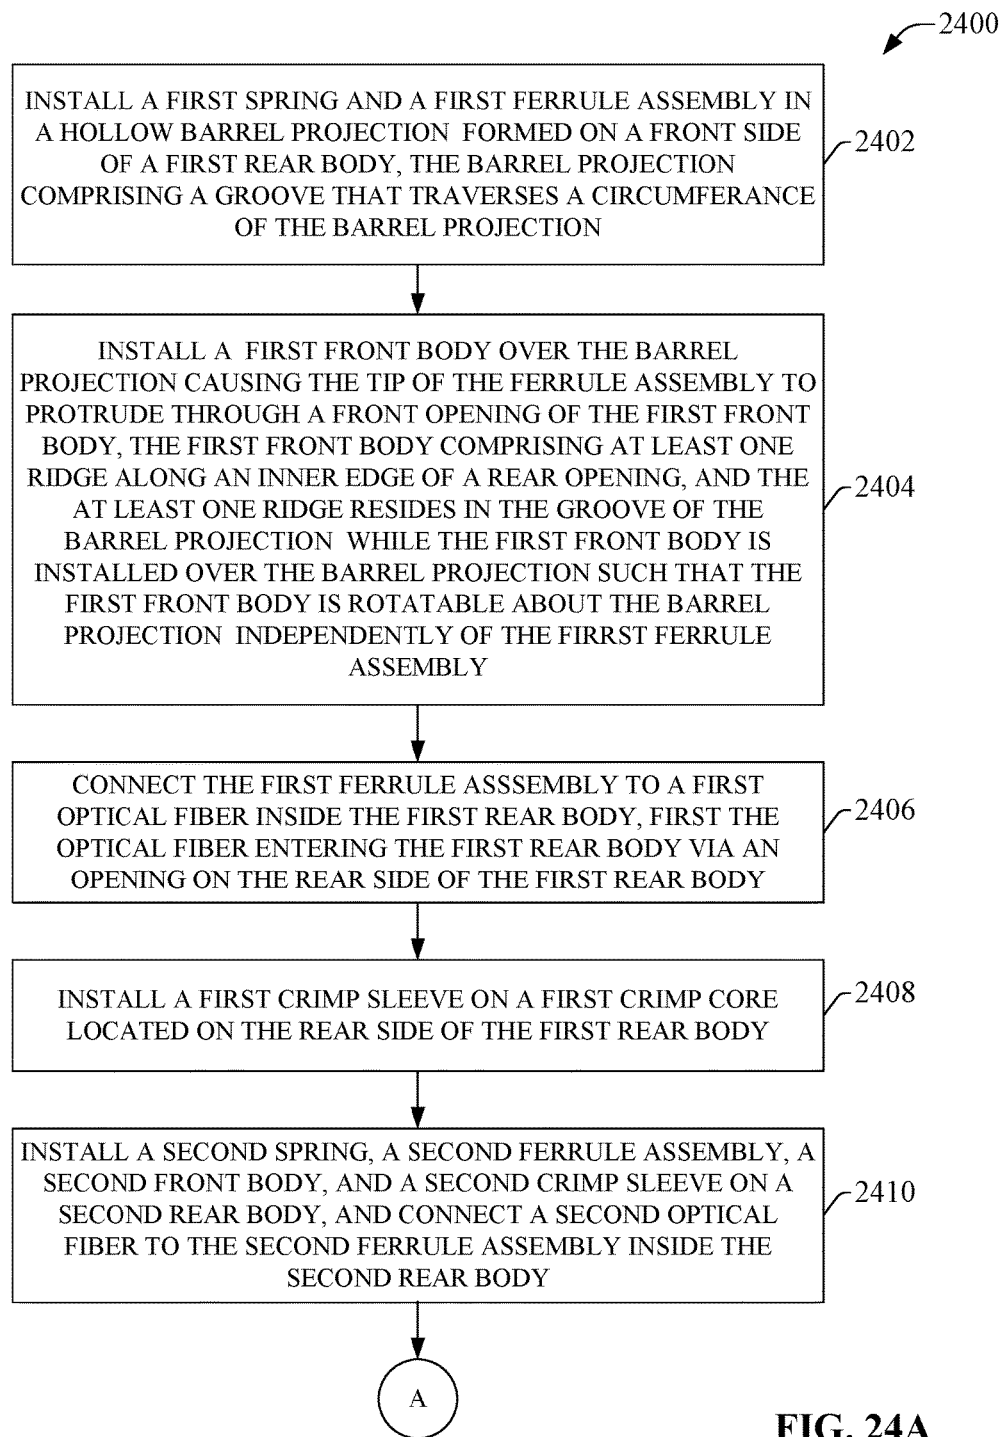 2400
INSTALL A FIRST SPRING AND A FIRST FERRULE ASSEMBLY IN
A HOLLOW BARREL PROJECTION FORMED ON A FRONT SIDE
OF A FIRST REAR BODY, THE BARREL PROJECTION
COMPRISING A GROOVE THAT TRAVERSES A CIRCUMFERANCE
OF THE BARREL PROJECTION
2402
INSTALL A FIRST FRONT BODY OVER THE BARREL
PROJECTION CAUSING THE TIP OF THE FERRULE ASSEMBLY TO
PROTRUDE THROUGH A FRONT OPENING OF THE FIRST FRONT
BODY, THE FIRST FRONT BODY COMPRISING AT LEAST ONE
RIDGE ALONG AN INNER EDGE OF A REAR OPENING, AND THE
AT LEAST ONE RIDGE RESIDES IN THE GROOVE OF THE
BARREL PROJECTION WHILE THE FIRST FRONT BODY IS
INSTALLED OVER THE BARREL PROJECTION SUCH THAT THE
FIRST FRONT BODY IS ROTATABLE ABOUT THE BARREL
PROJECTION INDEPENDENTLY OF THE FIRRST FERRULE
ASSEMBLY
2404
CONNECT THE FIRST FERRULE ASSSEMBLY TO A FIRST
OPTICAL FIBER INSIDE THE FIRST REAR BODY, FIRST THE
OPTICAL FIBER ENTERING THE FIRST REAR BODY VIA AN
OPENING ON THE REAR SIDE OF THE FIRST REAR BODY
2406
INSTALL A FIRST CRIMP SLEEVE ON A FIRST CRIMP CORE
LOCATED ON THE REAR SIDE OF THE FIRST REAR BODY
2408
INSTALL A SECOND SPRING, A SECOND FERRULE ASSEMBLY, A
SECOND FRONT BODY, AND A SECOND CRIMP SLEEVE ON A
SECOND REAR BODY, AND CONNECT A SECOND OPTICAL
FIBER TO THE SECOND FERRULE ASSEMBLY INSIDE THE
SECOND REAR BODY
2410
A
FIG. 24A